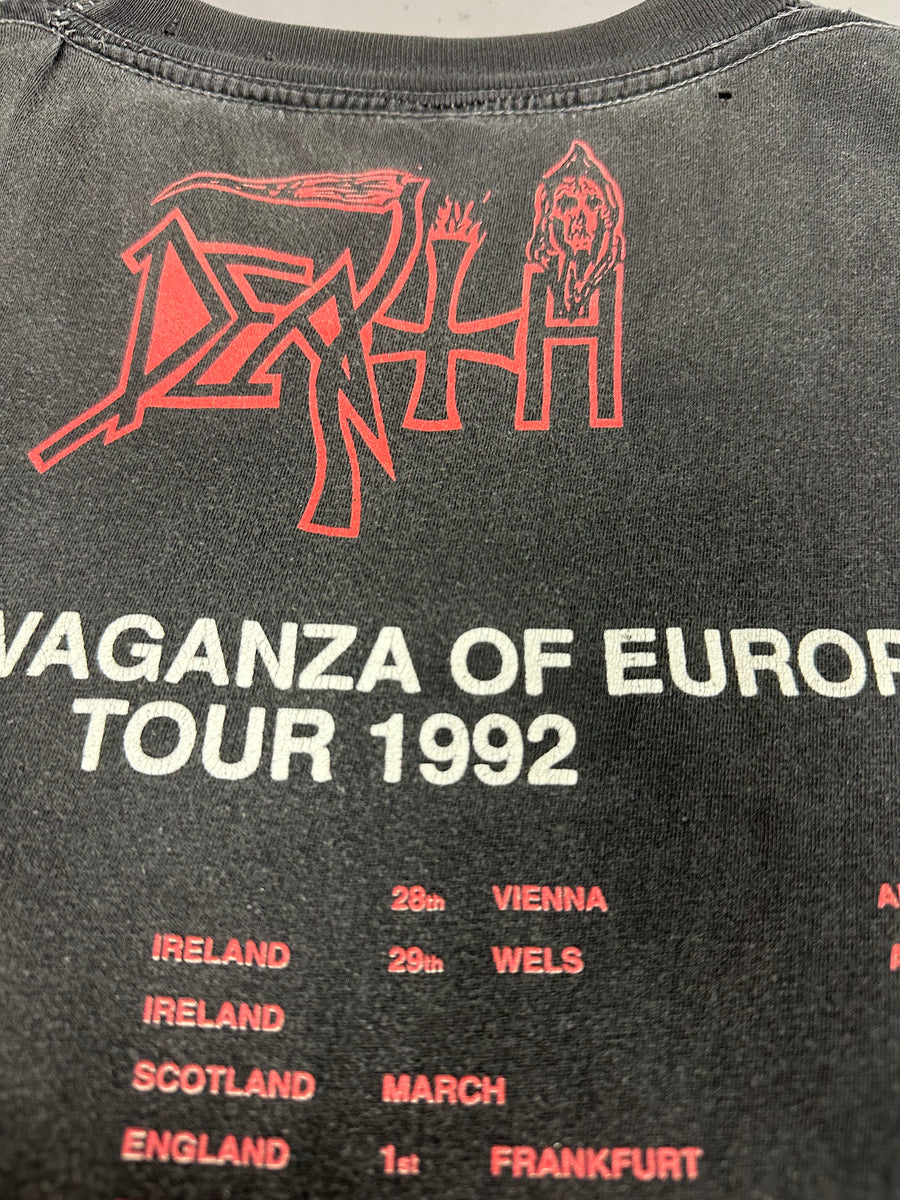 DEATH
VAGANZA OF EUROP
TOUR 1992
28th VIENNA A
IRELAND 29th WELS A
IRELAND
SCOTLAND MARCH
ENGLAND 1st FRANKFURT